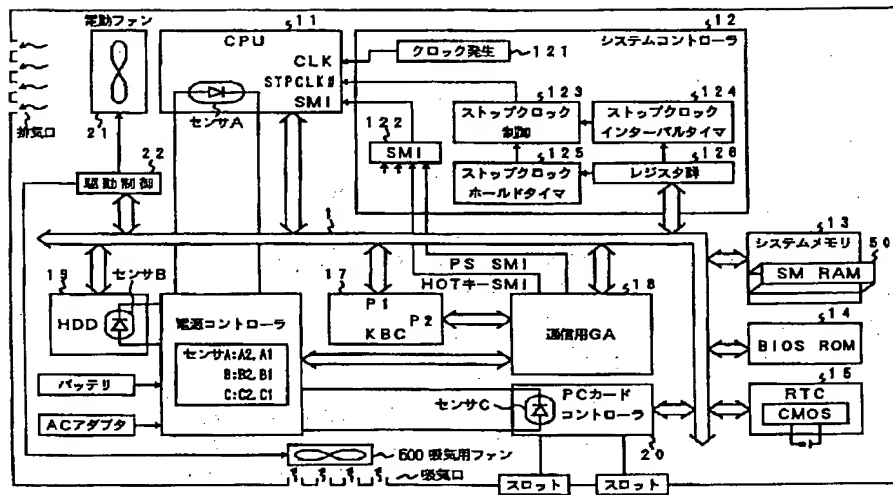 電動ファン
21
排気口
22
駆動制御
11
CPU
CLK
STPCLK#
SMI
センサA
12
システムコントローラ
クロック発生
121
122
SMI
123
ストップクロック
制御
124
ストップクロック
インターバルタイマ
125
ストップクロック
ホールドタイマ
126
レジスタ群
1
PS SMI
HOTキーSMI
13
システムメモリ
50
SM RAM
14
BIOS ROM
15
RTC
CMOS
19
センサB
HDD
電源コントローラ
センサA:A2,A1
B:B2,B1
C:C2,C1
17
P1
P2
KBC
18
通信用GA
バッテリ
ACアダプタ
センサC
PCカード
コントローラ
20
600 吸気用ファン
吸気口
スロット
スロット